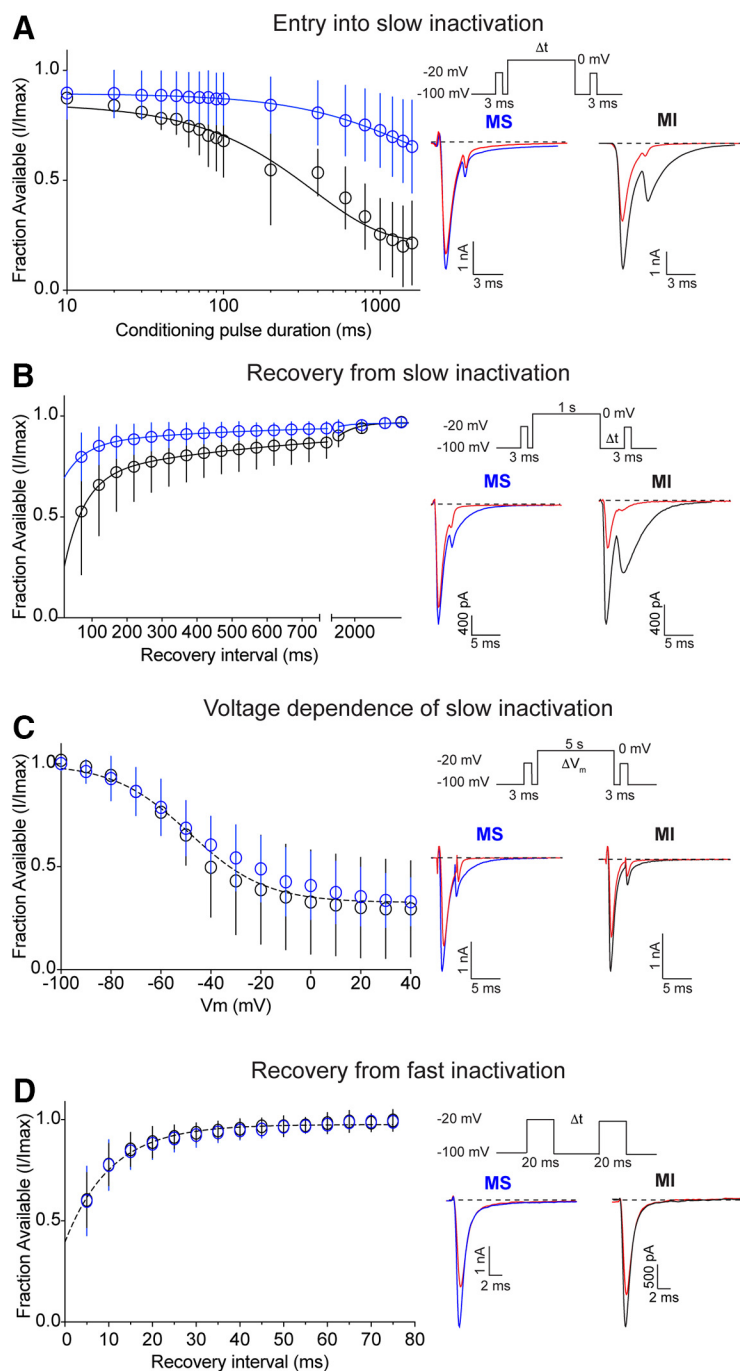 A
Entry into slow inactivation
Fraction Available (I/Imax)
1.0
0.5
0.0
10
100
1000
Conditioning pulse duration (ms)
Δt
0 mV
-20 mV
-100 mV
3 ms
3 ms
MS
MI
1 nA
3 ms
1 nA
3 ms
B
Recovery from slow inactivation
Fraction Available (I/Imax)
1.0
0.5
0.0
100 200 300 400 500 600 700 2000
Recovery interval (ms)
1 s
0 mV
-20 mV
-100 mV
Δt
3 ms
3 ms
MS
MI
400 pA
5 ms
400 pA
5 ms
C
Voltage dependence of slow inactivation
Fraction Available (I/Imax)
1.0
0.5
0.0
-100 -80 -60 -40 -20 0 20 40
Vm (mV)
5 s
0 mV
-20 mV
ΔVm
-100 mV
3 ms
3 ms
MS
MI
1 nA
5 ms
1 nA
5 ms
D
Recovery from fast inactivation
Fraction Available (I/Imax)
1.0
0.5
0.0
0 10 20 30 40 50 60 70 80
Recovery interval (ms)
-20 mV
Δt
-100 mV
20 ms
20 ms
MS
MI
1 nA
2 ms
500 pA
2 ms